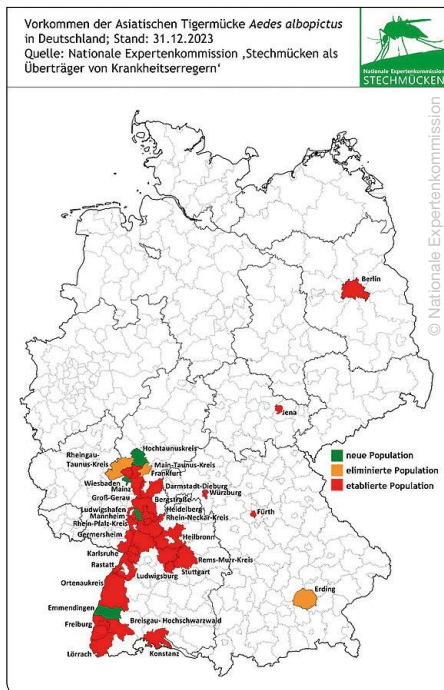 Vorkommen der Asiatischen Tigermücke Aedes albopictus
in Deutschland; Stand: 31.12.2023
Quelle: Nationale Expertenkommission ‚Stechmücken als
Überträger von Krankheitserregern‘
Nationale Expertenkommission
STECHMÜCKEN
© Nationale Expertenkommission
Berlin
Jena
Hochtaunuskreis
Rheingau-
Taunus-Kreis
Main-Taunus-Kreis
Frankfurt
Wiesbaden
Mainz
Darmstadt-Dieburg
Groß-Gerau
Bergstraße
Würzburg
Ludwigshafen
Heidelberg
Mannheim
Rhein-Neckar-Kreis
Rhein-Pfalz-Kreis
Fürth
Germersheim
Heilbronn
Karlsruhe
Rems-Murr-Kreis
Rastatt
Stuttgart
Ludwigsburg
Ortenaukreis
Erding
Emmendingen
Breisgau- Hochschwarzwald
Freiburg
Lörrach
Konstanz
neue Population
eliminierte Population
etablierte Population